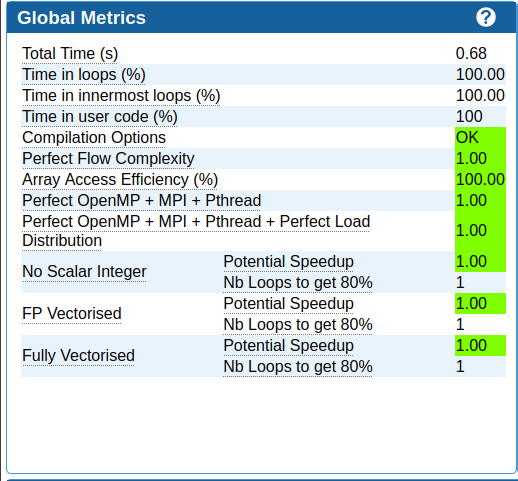 Global Metrics ?
Total Time (s) 0.68
Time in loops (%) 100.00
Time in innermost loops (%) 100.00
Time in user code (%) 100
Compilation Options OK
Perfect Flow Complexity 1.00
Array Access Efficiency (%) 100.00
Perfect OpenMP + MPI + Pthread 1.00
Perfect OpenMP + MPI + Pthread + Perfect Load
Distribution 1.00
No Scalar Integer Potential Speedup 1.00
Nb Loops to get 80% 1
FP Vectorised Potential Speedup 1.00
Nb Loops to get 80% 1
Fully Vectorised Potential Speedup 1.00
Nb Loops to get 80% 1